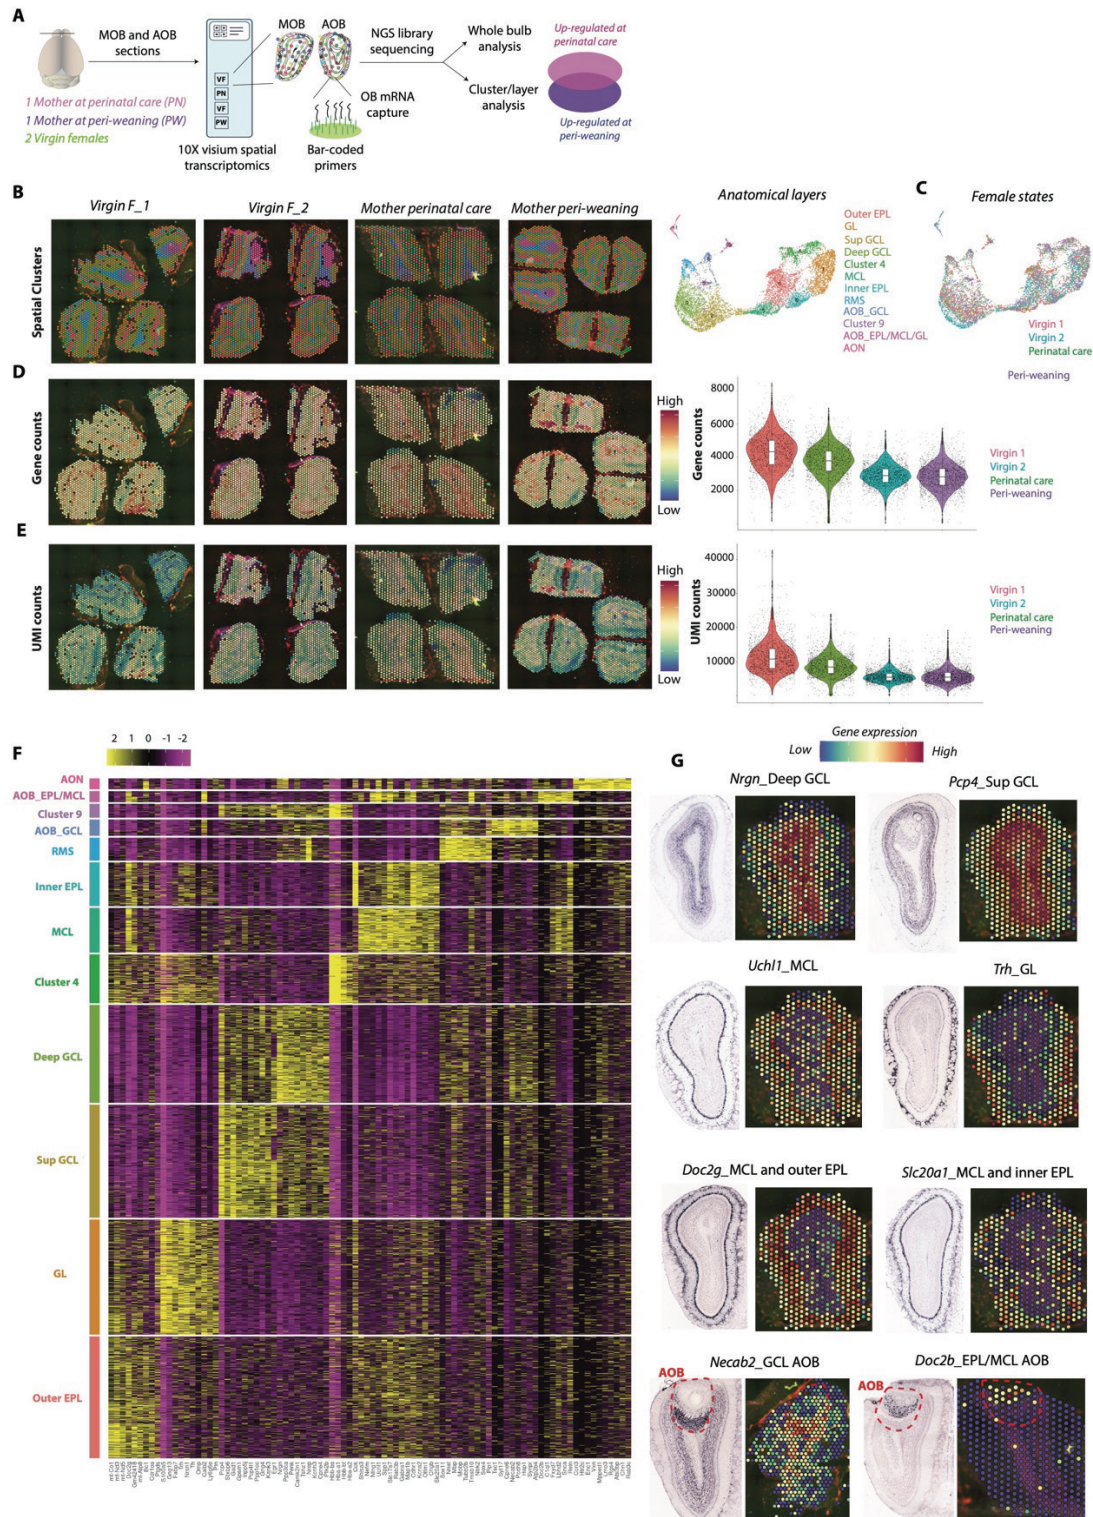 A
MOB and AOB
sections
1 Mother at perinatal care (PN)
1 Mother at peri-weaning (PW)
2 Virgin females
VF
PN
VF
PW
10X visium spatial
transcriptomics
MOB AOB
OB mRNA
capture
Bar-coded
primers
NGS library
sequencing
Whole bulb
analysis
Cluster/layer
analysis
Up-regulated at
perinatal care
Up-regulated at
peri-weaning
B
Virgin F_1
Virgin F_2
Mother perinatal care
Mother peri-weaning
Spatial Clusters
Anatomical layers
Outer EPL
GL
Sup GCL
Deep GCL
Cluster 4
MCL
Inner EPL
RMS
AOB_GCL
Cluster 9
AOB_EPL/MCL/GL
AON
C
Female states
Virgin 1
Virgin 2
Perinatal care
Peri-weaning
D
Gene counts
High
Low
Gene counts
8000
6000
4000
2000
Virgin 1
Virgin 2
Perinatal care
Peri-weaning
E
UMI counts
High
Low
UMI counts
40000
30000
20000
10000
Virgin 1
Virgin 2
Perinatal care
Peri-weaning
F
2 1 0 -1 -2
AON
AOB_EPL/MCL
Cluster 9
AOB_GCL
RMS
Inner EPL
MCL
Cluster 4
Deep GCL
Sup GCL
GL
Outer EPL
G
Gene expression
Low High
Nrgn_Deep GCL
Pcp4_Sup GCL
Uchl1_MCL
Trh_GL
Doc2g_MCL and outer EPL
Slc20a1_MCL and inner EPL
Necab2_GCL AOB
AOB
Doc2b_EPL/MCL AOB
AOB